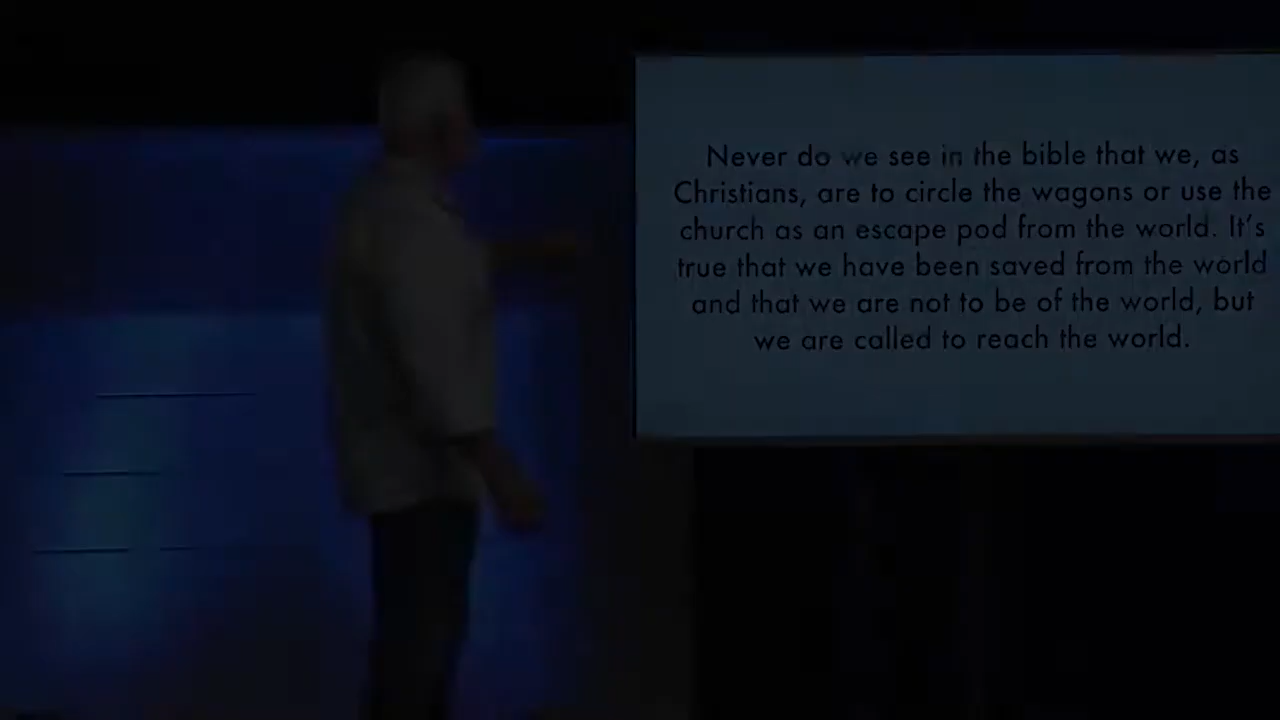 Never do we see in the bible that we, as
Christians, are to circle the wagons or use the
church as an escape pod from the world. It's
true that we have been saved from the world
and that we are not to be of the world, but
we are called to reach the world.